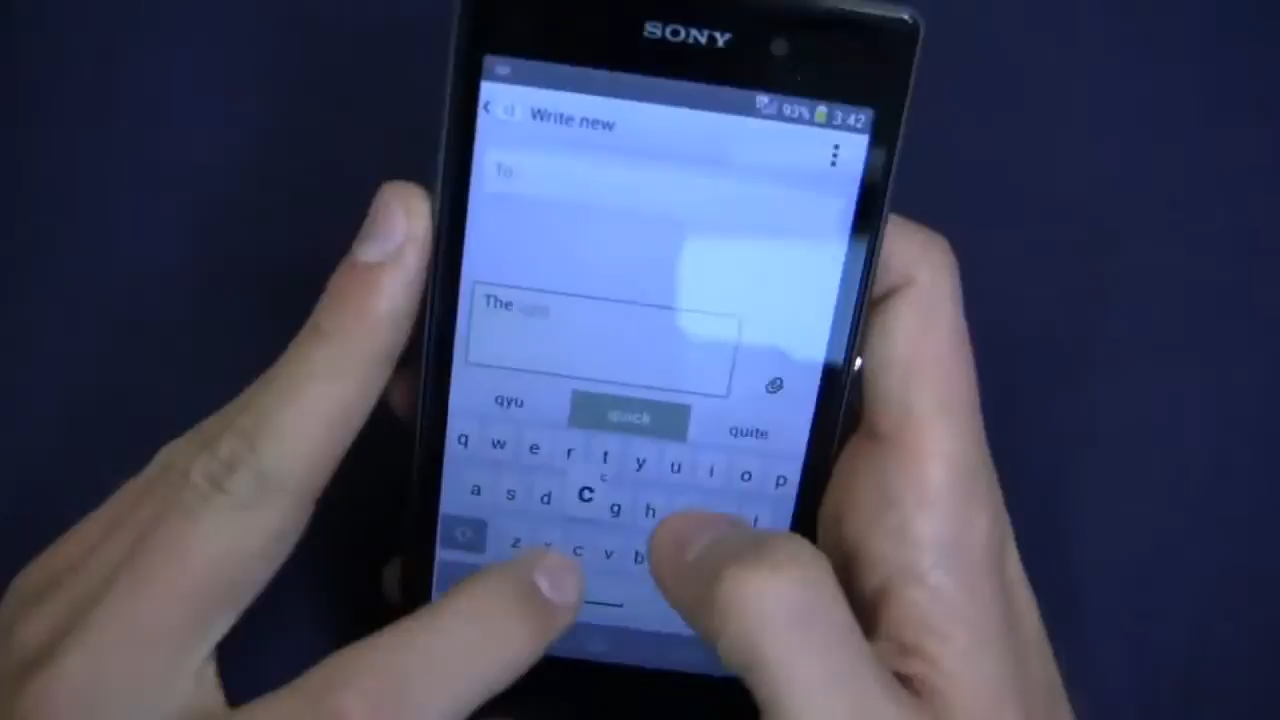 SONY
93% 3:42
Write new
To
The
qyu quick quite
q w e r t y u i o p
a s d C g h l
z x c v b